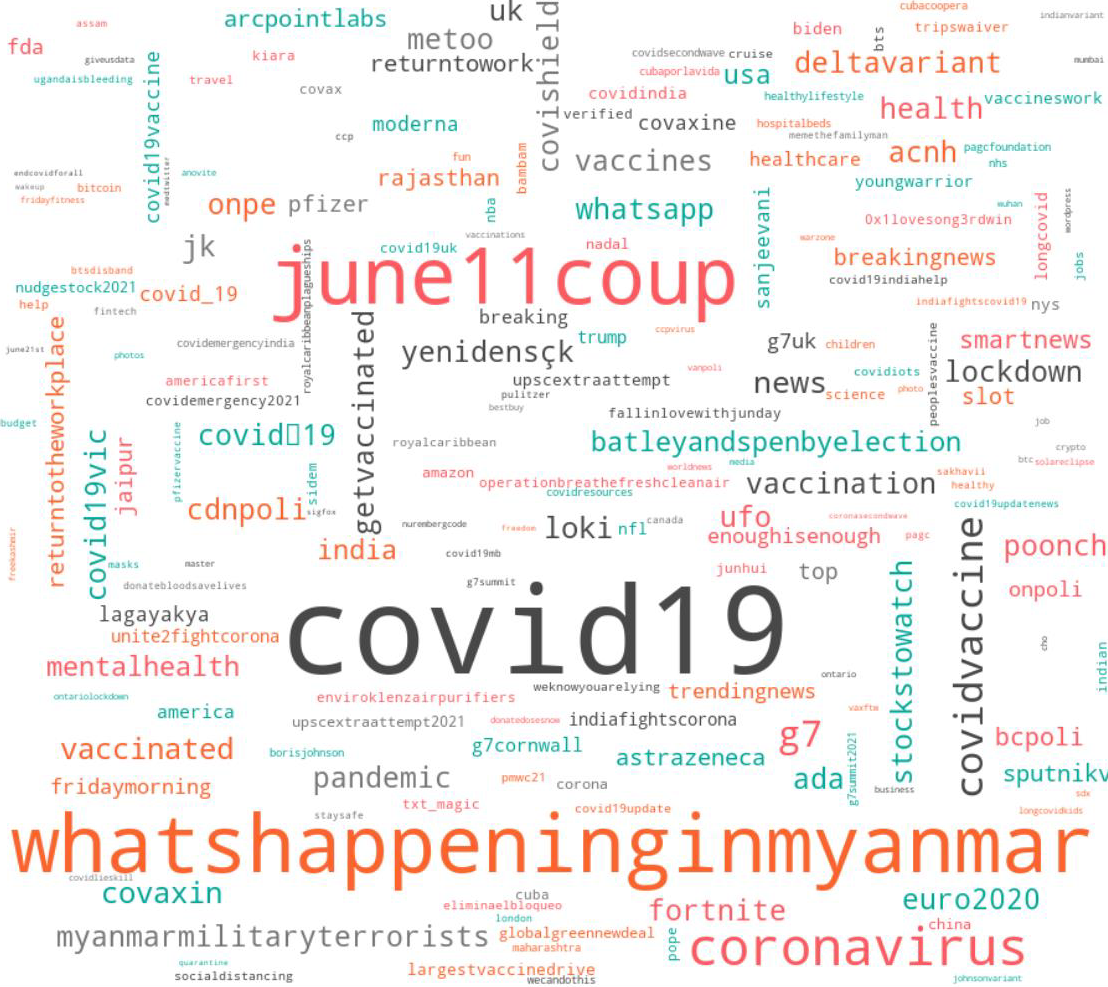 cubacoopera
indianvariant
arcpointlabs
uk
assam
fda
metoo
biden
tripswaiver
bts
giveusdata
kiara
returntowork
covishield
covidsecondwave
cruise
deltavariant
mumbai
ugandaisbleeding
covid19vaccine
travel
covax
cubaporlavida
usa
covidindia
healthylifestyle
health
vaccineswork
verified
covaxine
moderna
hospitalbeds
ccp
memethefamilyman
fun
vaccines
healthcare
acnh
pagcfoundation
nhs
endcovidforall
meditwitter
anovite
rajasthan
bambam
wakeup
bitcoin
youngwarrior
fridayfitness
onpe
pfizer
nba
whatsapp
sanjeevani
wuhan
longcovid
wordpress
0x1lovesong3rdwin
vaccinations
jk
covid19uk
nadal
warzone
breakingnews
jobs
btsdisband
june11coup
nudgestock2021
covid_19
royalcaribbeanplagueships
covid19indiahelp
help
fintech
indiafightscovid19
nys
breaking
ccpvirus
june21st
returntotheworkplace
photos
covidemergencyindia
getvaccinated
yenidensçk
trump
g7uk
children
peoplesvaccine
smartnews
americafirst
vanpoli
upscextraattempt
news
covidiots
lockdown
covidemergency2021
pulitzer
science
photo
slot
bestbuy
fallinlovewithjunday
budget
covid19vic
jaipur
pfizervaccine
covid▯19
royalcaribbean
batleyandspenbyelection
job
crypto
btc
solareclipse
sidem
amazon
worldnews
media
operationbreathefreshcleanair
vaccination
sakhavii
healthy
covidresources
cdnpoli
sigfox
covid19updatenews
freekashmir
nurembergcode
freedom
loki
nfl
canada
ufo
coronasecondwave
enoughisenough
pagc
covidvaccine
poonch
india
covid19mb
masks
master
junhui
top
stockstowatch
donatebloodsavelives
g7summit
onpoli
lagayakya
covid19
unite2fightcorona
cho
indian
mentalhealth
ontario
weknowyouarelying
trendingnews
ontariolockdown
enviroklenzairpurifiers
america
upscextraattempt2021
donatedosesnow
indiafightscorona
vaxftw
g7
g7summit2021
bcpoli
vaccinated
borisjohnson
g7cornwall
astrazeneca
fridaymorning
pandemic
pmwc21
corona
ada
business
sputnikv
sdx
txt_magic
covid19update
longcovidkids
staysafe
whatshappeninginmyanmar
covidlieskill
covaxin
cuba
eliminaelbloqueo
london
fortnite
euro2020
china
myanmarmilitaryterrorists
globalgreennewdeal
maharashtra
pope
coronavirus
quarantine
socialdistancing
largestvaccinedrive
wecandothis
johnsonvariant